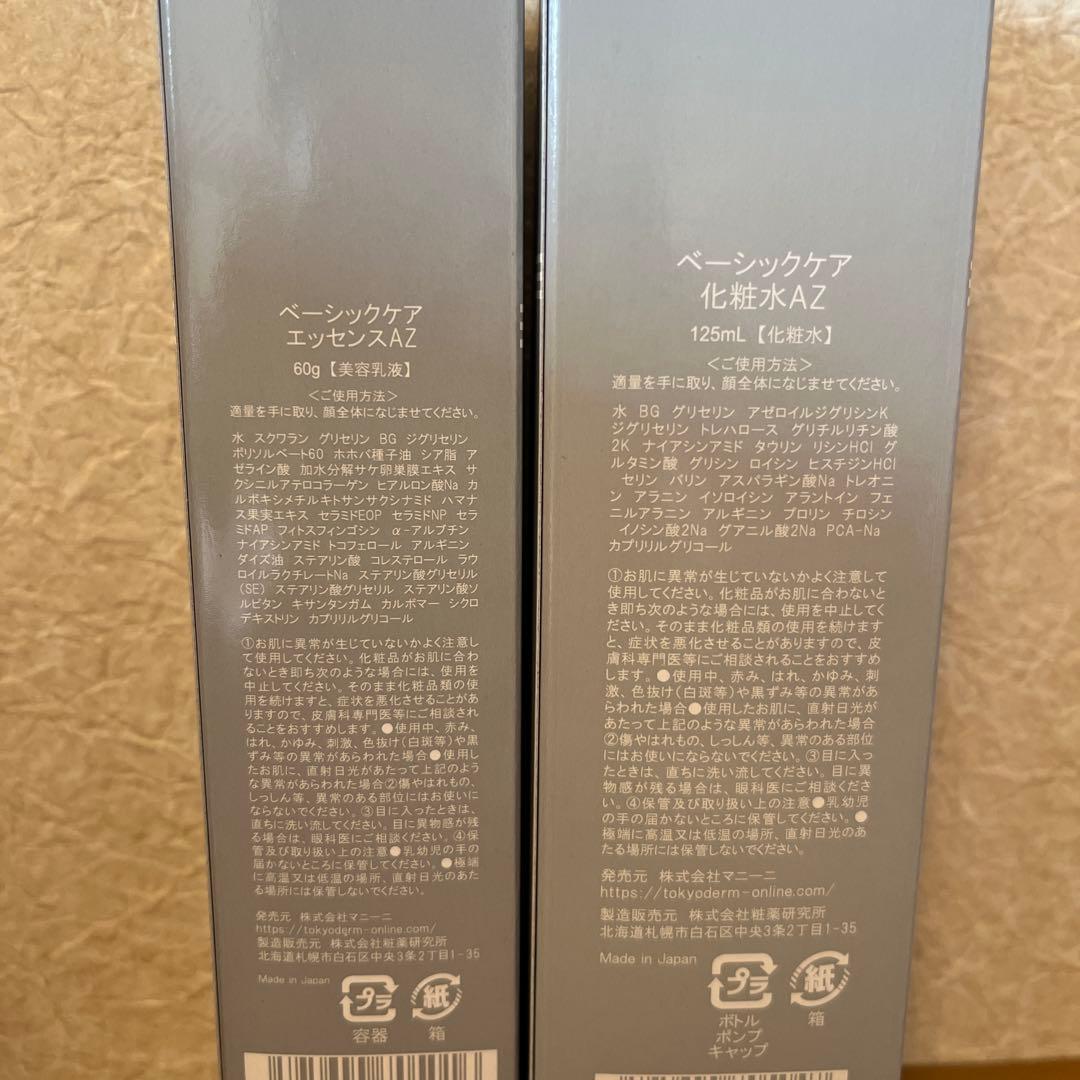 ベーシックケア
エッセンスAZ
60g【美容乳液】
＜ご使用方法＞
適量を手に取り、顔全体になじませてください。
水 スクワラン グリセリン BG ジグリセリン
ポリソルベート60 ホホバ種子油 シア脂 ア
ゼライン酸 加水分解サケ卵巣膜エキス サ
クシニルアテロコラーゲン ヒアルロン酸Na カ
ルボキシメチルキトサンサクシナミド ハマナ
ス果実エキス セラミドEOP セラミドNP セラ
ミドAP フィトスフィンゴシン α-アルブチン
ナイアシンアミド トコフェロール アルギニン
ダイズ油 ステアリン酸 コレステロール ラウ
ロイルラクチレートNa ステアリン酸グリセリル
(SE) ステアリン酸グリセリル ステアリン酸ソ
ルビタン キサンタンガム カルボマー シクロ
デキストリン カプリリルグリコール
①お肌に異常が生じていないかよく注意し
て使用してください。化粧品がお肌に合わ
ないとき即ち次のような場合には、使用を
中止してください。そのまま化粧品類の使
用を続けますと、症状を悪化させることがあ
りますので、皮膚科専門医等にご相談され
ることをおすすめします。●使用中、赤み、
はれ、かゆみ、刺激、色抜け(白斑等)や黒
ずみ等の異常があらわれた場合●使用し
たお肌に、直射日光があたって上記のよう
な異常があらわれた場合②傷やはれもの、
しっしん等、異常のある部位にはお使いに
ならないでください。③目に入ったときは、
直ちに洗い流してください。目に異物感が残
る場合は、眼科医にご相談ください。④保
管及び取り扱い上の注意●乳幼児の手の
届かないところに保管してください。●極端
に高温又は低温の場所、直射日光のあた
る場所には保管しないでください。
発売元 株式会社マニーニ
https://tokyoderm-online.com/
製造販売元 株式会社粧薬研究所
北海道札幌市白石区中央3条2丁目1-35
Made in Japan
プラ
容器
紙
箱
ベーシックケア
化粧水AZ
125mL【化粧水】
＜ご使用方法＞
適量を手に取り、顔全体になじませてください。
水 BG グリセリン アゼロイルジグリシンK
ジグリセリン トレハロース グリチルリチン酸
2K ナイアシンアミド タウリン リシンHCl グ
ルタミン酸 グリシン ロイシン ヒスチジンHCl
セリン バリン アスパラギン酸Na トレオニ
ン アラニン イソロイシン アラントイン フェ
ニルアラニン アルギニン プロリン チロシン
イノシン酸2Na グアニル酸2Na PCA-Na
カプリリルグリコール
①お肌に異常が生じていないかよく注意して
使用してください。化粧品がお肌に合わないと
き即ち次のような場合には、使用を中止してく
ださい。そのまま化粧品類の使用を続けます
と、症状を悪化させることがありますので、皮
膚科専門医等にご相談されることをおすすめ
します。●使用中、赤み、はれ、かゆみ、刺
激、色抜け(白斑等)や黒ずみ等の異常があ
らわれた場合●使用したお肌に、直射日光が
あたって上記のような異常があらわれた場合
②傷やはれもの、しっしん等、異常のある部位
にはお使いにならないでください。③目に入っ
たときは、直ちに洗い流してください。目に異
物感が残る場合は、眼科医にご相談くださ
い。④保管及び取り扱い上の注意●乳幼児
の手の届かないところに保管してください。●
極端に高温又は低温の場所、直射日光のあ
たる場所には保管しないでください。
発売元 株式会社マニーニ
https://tokyoderm-online.com/
製造販売元 株式会社粧薬研究所
北海道札幌市白石区中央3条2丁目1-35
Made in Japan
プラ
ボトル
ポンプ
キャップ
紙
箱